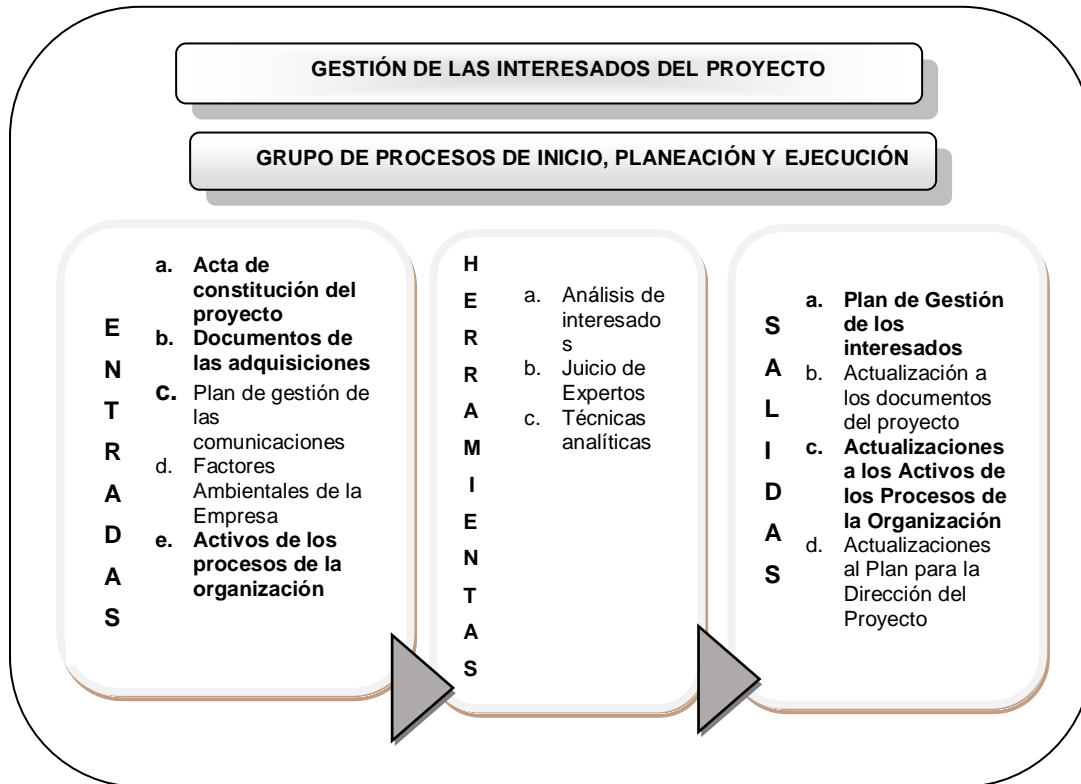 GESTIÓN DE LAS INTERESADOS DEL PROYECTO
GRUPO DE PROCESOS DE INICIO, PLANEACIÓN Y EJECUCIÓN
E
N
T
R
A
D
A
S
a. Acta de
constitución del
proyecto
b. Documentos de
las adquisiciones
c. Plan de gestión de
las
comunicaciones
d. Factores
Ambientales de la
Empresa
e. Activos de los
procesos de la
organización
H
E
R
R
A
M
I
E
N
T
A
S
a. Análisis de
interesado
s
b. Juicio de
Expertos
c. Técnicas
analíticas
S
A
L
I
D
A
S
a. Plan de Gestión
de los
interesados
b. Actualización a
los documentos
del proyecto
c. Actualizaciones
a los Activos de
los Procesos de
la Organización
d. Actualizaciones
al Plan para la
Dirección del
Proyecto